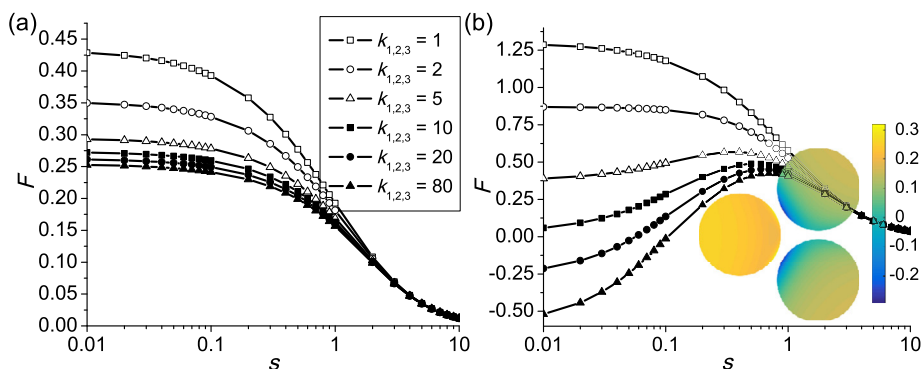 (a)
0.45
0.40
0.35
0.30
0.25
0.20
0.15
0.10
0.05
0.00
F
0.01 0.1 1 10
s
k1,2,3 = 1
k1,2,3 = 2
k1,2,3 = 5
k1,2,3 = 10
k1,2,3 = 20
k1,2,3 = 80
(b)
1.25
1.00
0.75
0.50
0.25
0.00
-0.25
-0.50
F
0.01 0.1 1 10
s
0.3
0.2
0.1
0
-0.1
-0.2